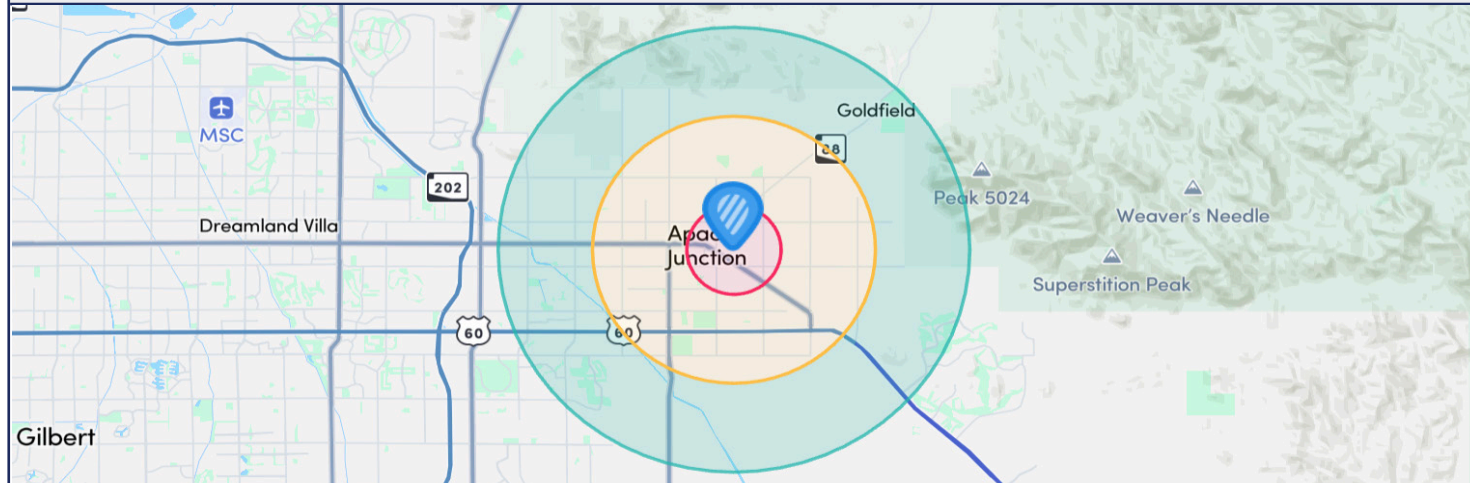 Goldfield
MSC
88
202
Peak 5024
Weaver's Needle
Dreamland Villa
Junction
Superstition Peak
60
60
Gilbert